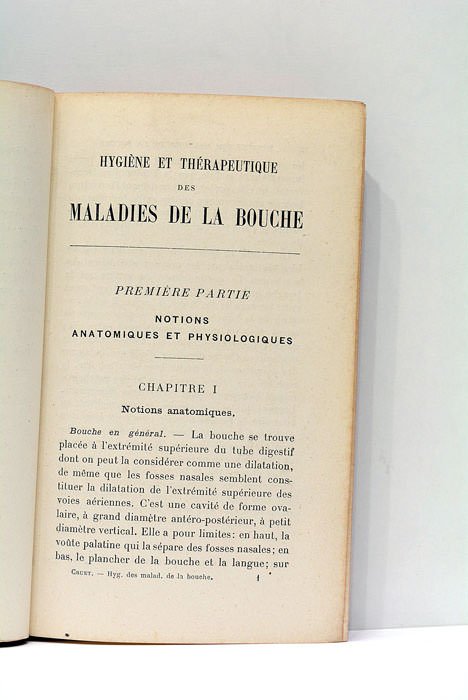 HYGIÈNE ET THÉRAPEUTIQUE
DES
MALADIES DE LA BOUCHE
PREMIÈRE PARTIE
NOTIONS
ANATOMIQUES ET PHYSIOLOGIQUES
CHAPITRE I
Notions anatomiques.
Bouche en général. — La bouche se trouve
placée à l'extrémité supérieure du tube digestif
dont on peut la considérer comme une dilatation,
de même que les fosses nasales semblent cons-
tituer la dilatation de l'extrémité supérieure des
voies aériennes. C'est une cavité de forme ova-
laire, à grand diamètre antéro-postérieur, à petit
diamètre vertical. Elle a pour limites: en haut, la
voûte palatine qui la sépare des fosses nasales; en
bas, le plancher de la bouche et la langue; sur
CRUET. — Hyg. des malad. de la bouche. 1